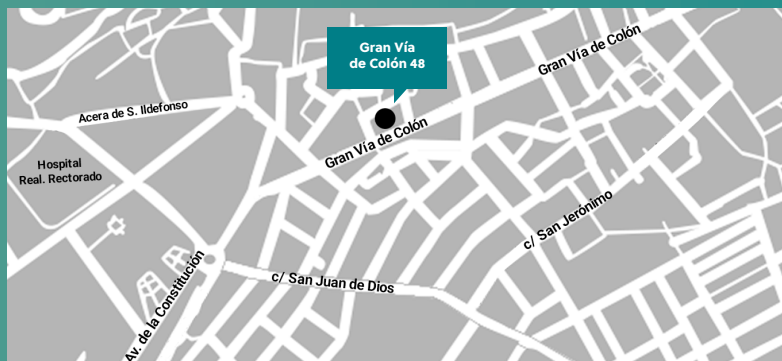 Gran Vía
de Colón 48
Gran Vía de Colón
Acera de S. Ildefonso
Gran Vía de Colón
Hospital
Real. Rectorado
c/ San Jerónimo
Av. de la Constitución
c/ San Juan de Dios